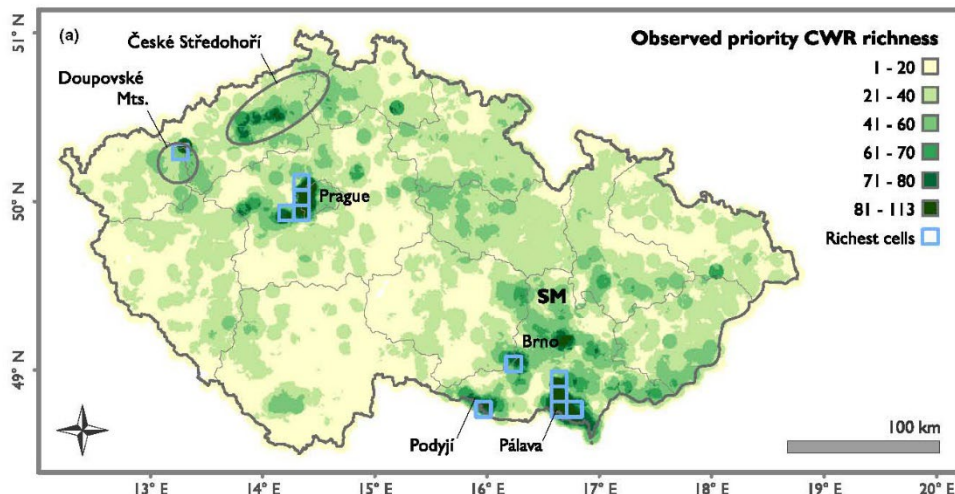 (a)
51° N
50° N
49° N
České Středohoří
Doupovské
Mts.
Prague
SM
Brno
Podyjí
Pálava
Observed priority CWR richness
1 - 20
21 - 40
41 - 60
61 - 70
71 - 80
81 - 113
Richest cells
100 km
13° E
14° E
15° E
16° E
17° E
18° E
19° E
20° E